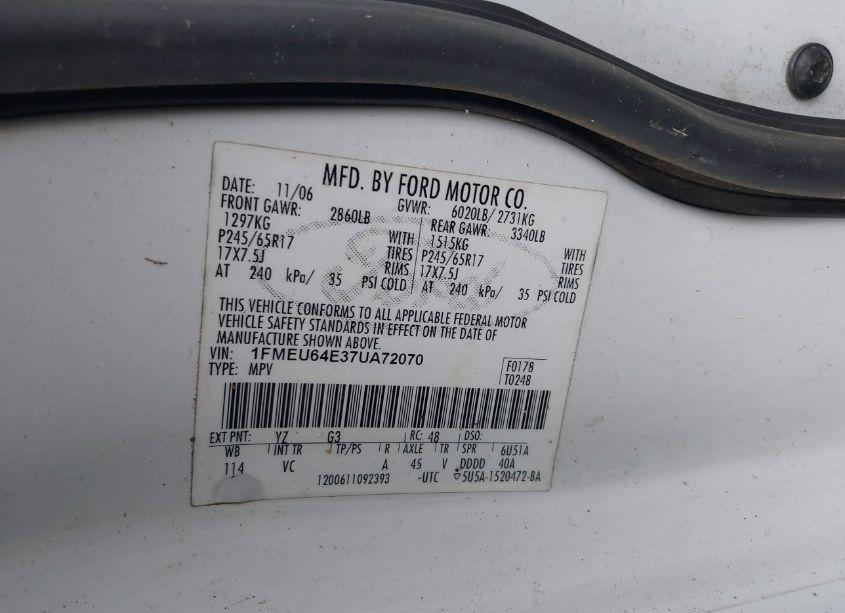 MFD. BY FORD MOTOR CO.
DATE: 11/06 GVWR: 6020LB/ 2731KG
FRONT GAWR: 2860LB REAR GAWR: 3340LB
1297KG WITH 1515KG WITH
P245/65R17 TIRES P245/65R17 TIRES
17X7.5J RIMS 17X7.5J RIMS
AT 240 kPa/ 35 PSI COLD AT 240 kPa/ 35 PSI COLD
THIS VEHICLE CONFORMS TO ALL APPLICABLE FEDERAL MOTOR
VEHICLE SAFETY STANDARDS IN EFFECT ON THE DATE OF
MANUFACTURE SHOWN ABOVE.
VIN: 1FMEU64E37UA72070
TYPE: MPV
F0178
T0248
EXT PNT: YZ G3 RC: 48 DSO:
WB INT TR TP/PS R AXLE TR SPR 6U51A
114 VC A 45 V DDDD 40A
1200611092393 -UTC ▽5U5A-1520472-BA